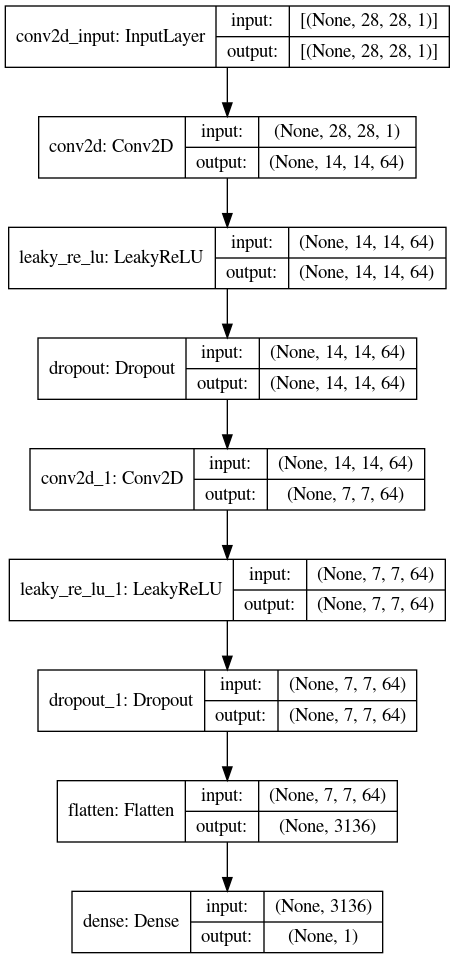 conv2d_input: InputLayer
input:
[(None, 28, 28, 1)]
output:
[(None, 28, 28, 1)]
conv2d: Conv2D
input:
(None, 28, 28, 1)
output:
(None, 14, 14, 64)
leaky_re_lu: LeakyReLU
input:
(None, 14, 14, 64)
output:
(None, 14, 14, 64)
dropout: Dropout
input:
(None, 14, 14, 64)
output:
(None, 14, 14, 64)
conv2d_1: Conv2D
input:
(None, 14, 14, 64)
output:
(None, 7, 7, 64)
leaky_re_lu_1: LeakyReLU
input:
(None, 7, 7, 64)
output:
(None, 7, 7, 64)
dropout_1: Dropout
input:
(None, 7, 7, 64)
output:
(None, 7, 7, 64)
flatten: Flatten
input:
(None, 7, 7, 64)
output:
(None, 3136)
dense: Dense
input:
(None, 3136)
output:
(None, 1)